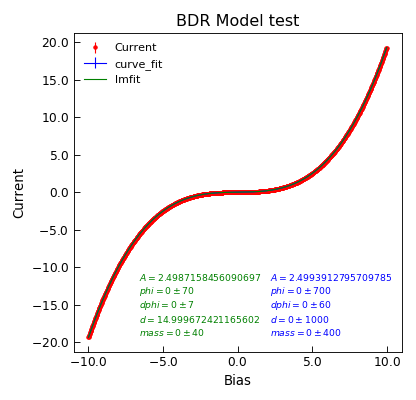 BDR Model test
Current
curve_fit
lmfit
20.0
15.0
10.0
5.0
0.0
−5.0
−10.0
−15.0
−20.0
Current
A = 2.4987158456090697
phi = 0 ± 70
dphi = 0 ± 7
d = 14.999672421165602
mass = 0 ± 40
A = 2.4993912795709785
phi = 0 ± 700
dphi = 0 ± 60
d = 0 ± 1000
mass = 0 ± 400
−10.0 −5.0 0.0 5.0 10.0
Bias